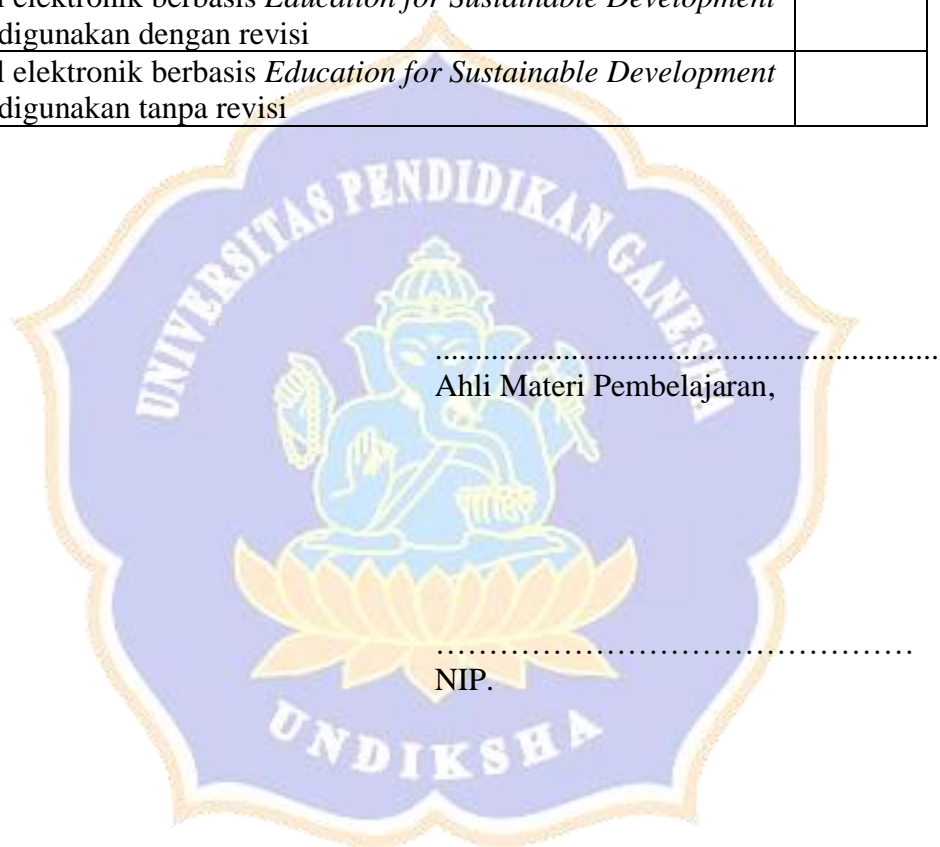 elektronik berbasis Education for Sustainable Development
digunakan dengan revisi
l elektronik berbasis Education for Sustainable Development
digunakan tanpa revisi
UNIVERSITAS PENDIDIKAN GANESHA
...............................................................
Ahli Materi Pembelajaran,
………………………………………
NIP.
UNDIKSHA